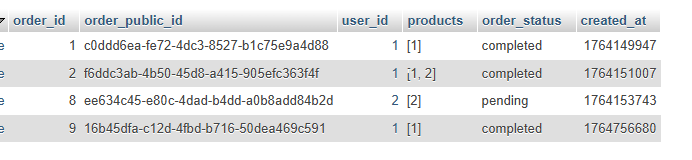 order_id order_public_id user_id products order_status created_at
e 1 c0ddd6ea-fe72-4dc3-8527-b1c75e9a4d88 1 [1] completed 1764149947
e 2 f6ddc3ab-4b50-45d8-a415-905efc363f4f 1 [1, 2] completed 1764151007
e 8 ee634c45-e80c-4dad-b4dd-a0b8add84b2d 2 [2] pending 1764153743
e 9 16b45dfa-c12d-4fbd-b716-50dea469c591 1 [1] completed 1764756680